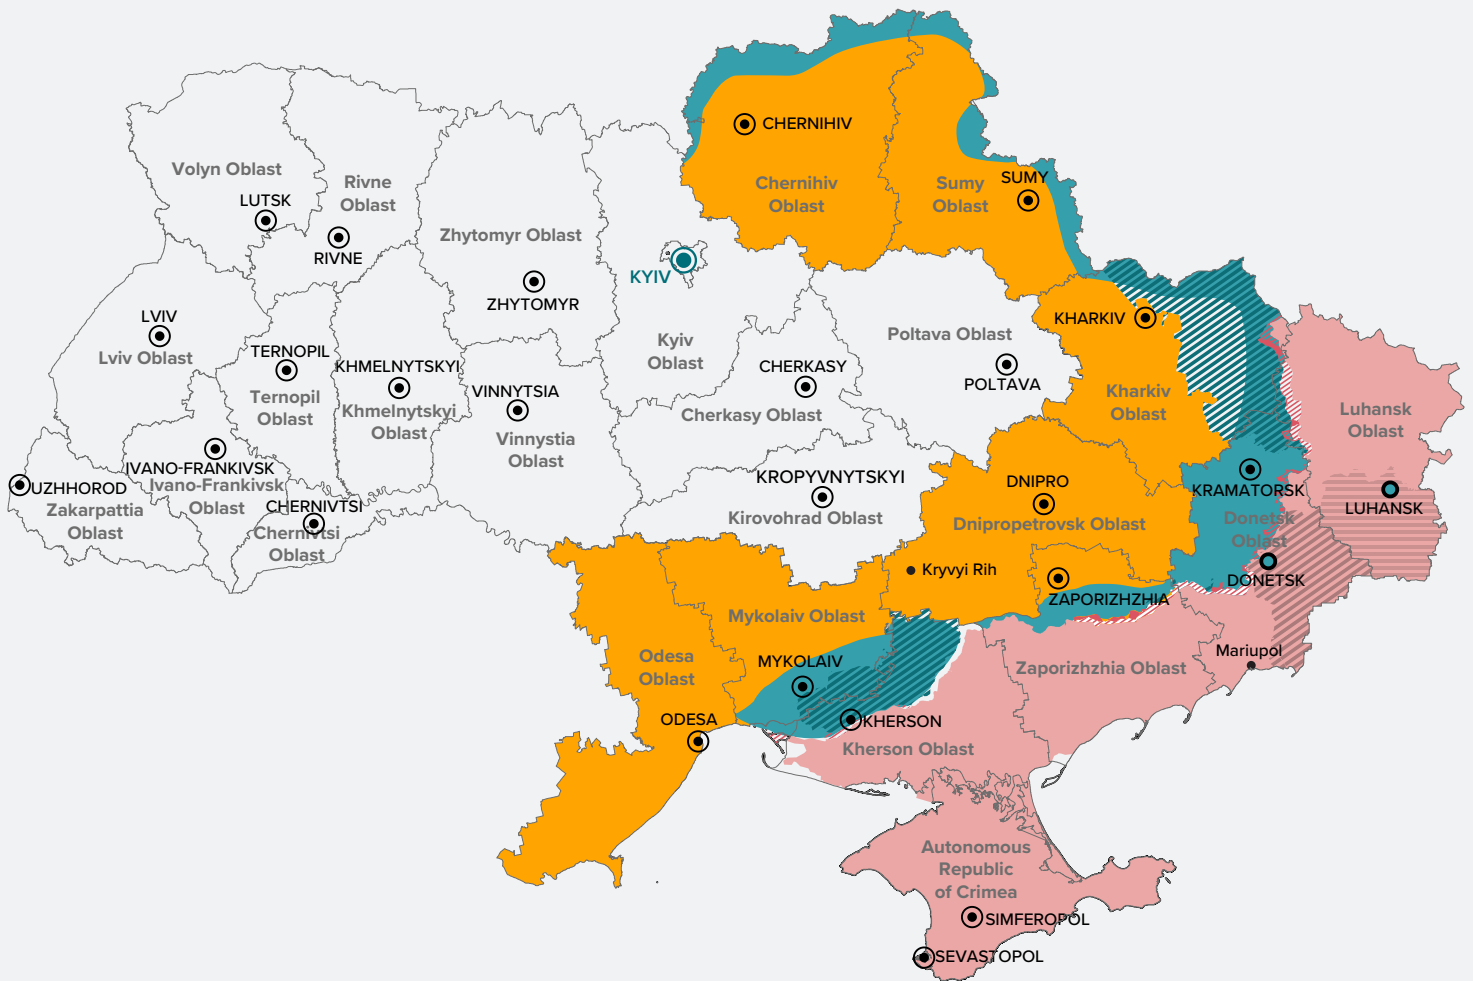 CHERNIHIV
Volyn Oblast
Rivne
Oblast
Chernihiv
Oblast
Sumy
Oblast
SUMY
LUTSK
RIVNE
Zhytomyr Oblast
KYIV
ZHYTOMYR
LVIV
Lviv Oblast
TERNOPIL
Ternopil
Oblast
KHMELNYTSKYI
Khmelnytskyi
Oblast
VINNYTSIA
Vinnystia
Oblast
Kyiv
Oblast
CHERKASY
Cherkasy Oblast
Poltava Oblast
POLTAVA
KHARKIV
Kharkiv
Oblast
Luhansk
Oblast
UZHHOROD
Zakarpattia
Oblast
IVANO-FRANKIVSK
Ivano-Frankivsk
Oblast
CHERNIVTSI
Chernivtsi
Oblast
KROPYVNYTSKYI
Kirovohrad Oblast
DNIPRO
Dnipropetrovsk Oblast
KRAMATORSK
Donetsk
Oblast
DONETSK
LUHANSK
Kryvyi Rih
ZAPORIZHZHIA
Mykolaiv Oblast
MYKOLAIV
Odesa
Oblast
ODESA
Zaporizhzhia Oblast
Mariupol
KHERSON
Kherson Oblast
Autonomous
Republic
of Crimea
SIMFEROPOL
SEVASTOPOL